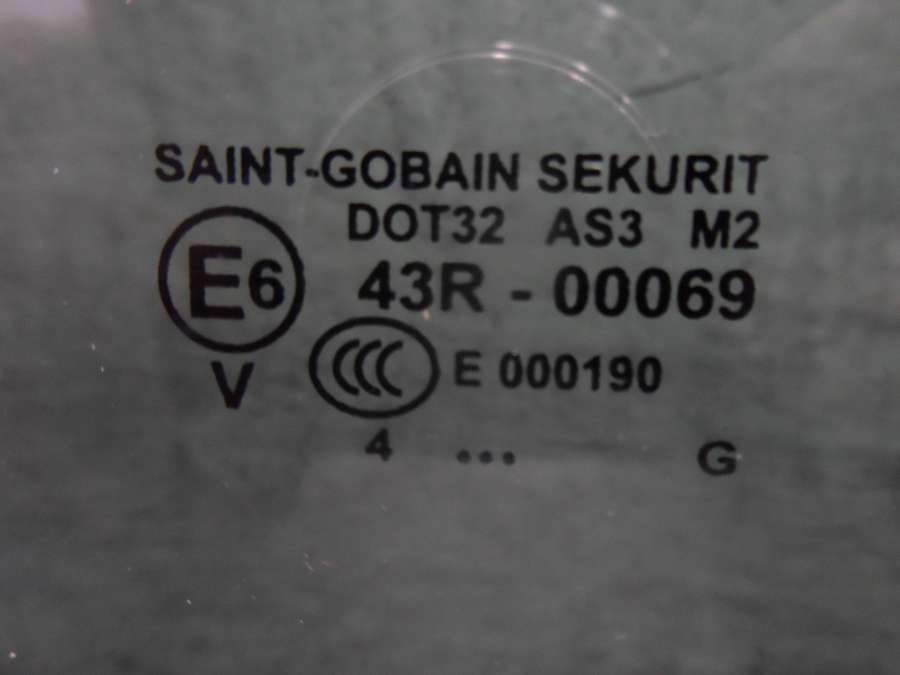 SAINT-GOBAIN SEKURIT
DOT32 AS3 M2
E6 43R - 00069
V CCC E 000190
4 ... G